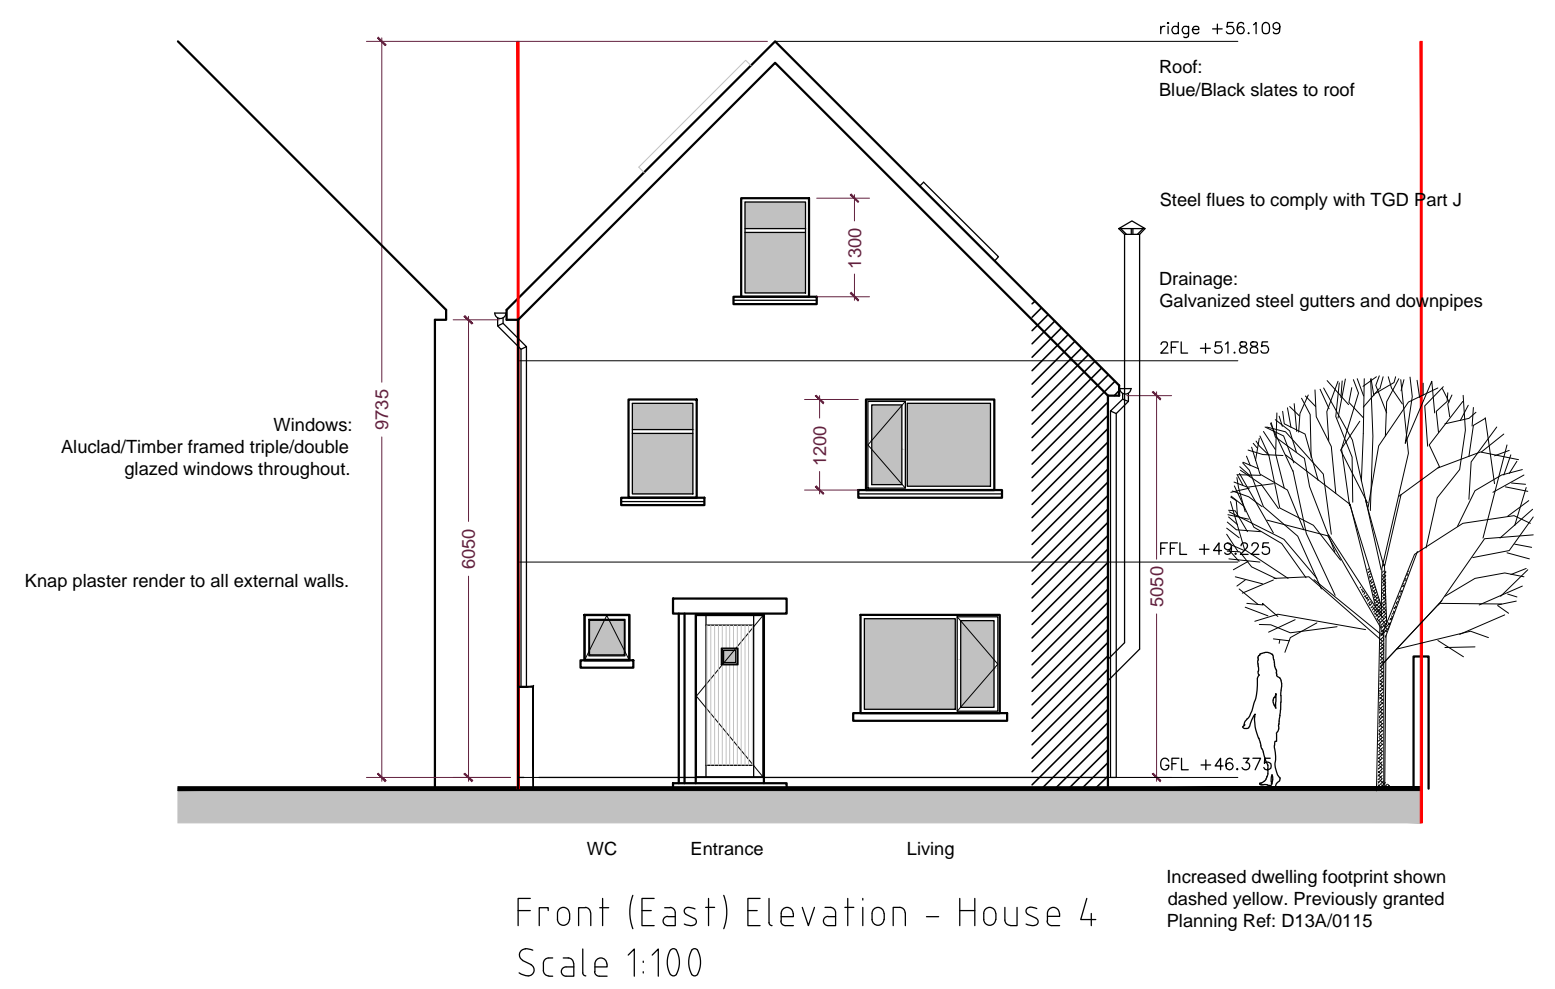 ridge +56.109
Roof:
Blue/Black slates to roof
Steel flues to comply with TGD Part J
1300
Drainage:
Galvanized steel gutters and downpipes
2FL +51.885
9735
Windows:
Aluclad/Timber framed triple/double
glazed windows throughout.
1200
6050
FFL +49.225
5050
Knap plaster render to all external walls.
GFL +46.375
WC
Entrance
Living
Increased dwelling footprint shown
dashed yellow. Previously granted
Planning Ref: D13A/0115
Front (East) Elevation - House 4
Scale 1:100